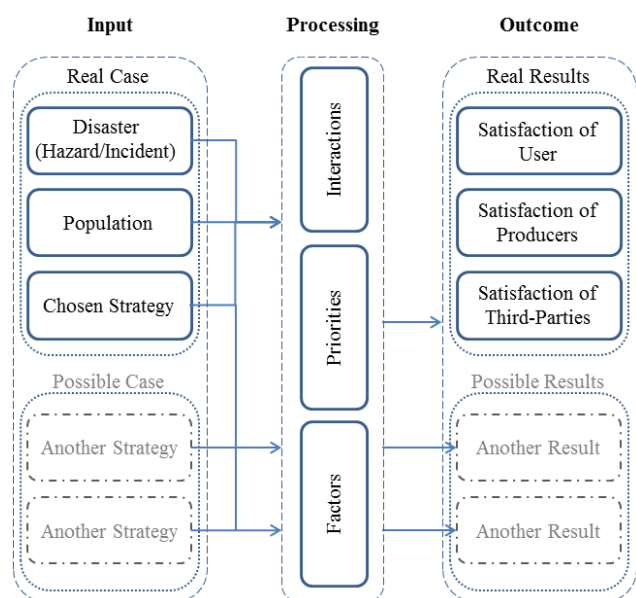 Input
Processing
Outcome
Real Case
Disaster
(Hazard/Incident)
Population
Chosen Strategy
Possible Case
Another Strategy
Another Strategy
Interactions
Priorities
Factors
Real Results
Satisfaction of
User
Satisfaction of
Producers
Satisfaction of
Third-Parties
Possible Results
Another Result
Another Result